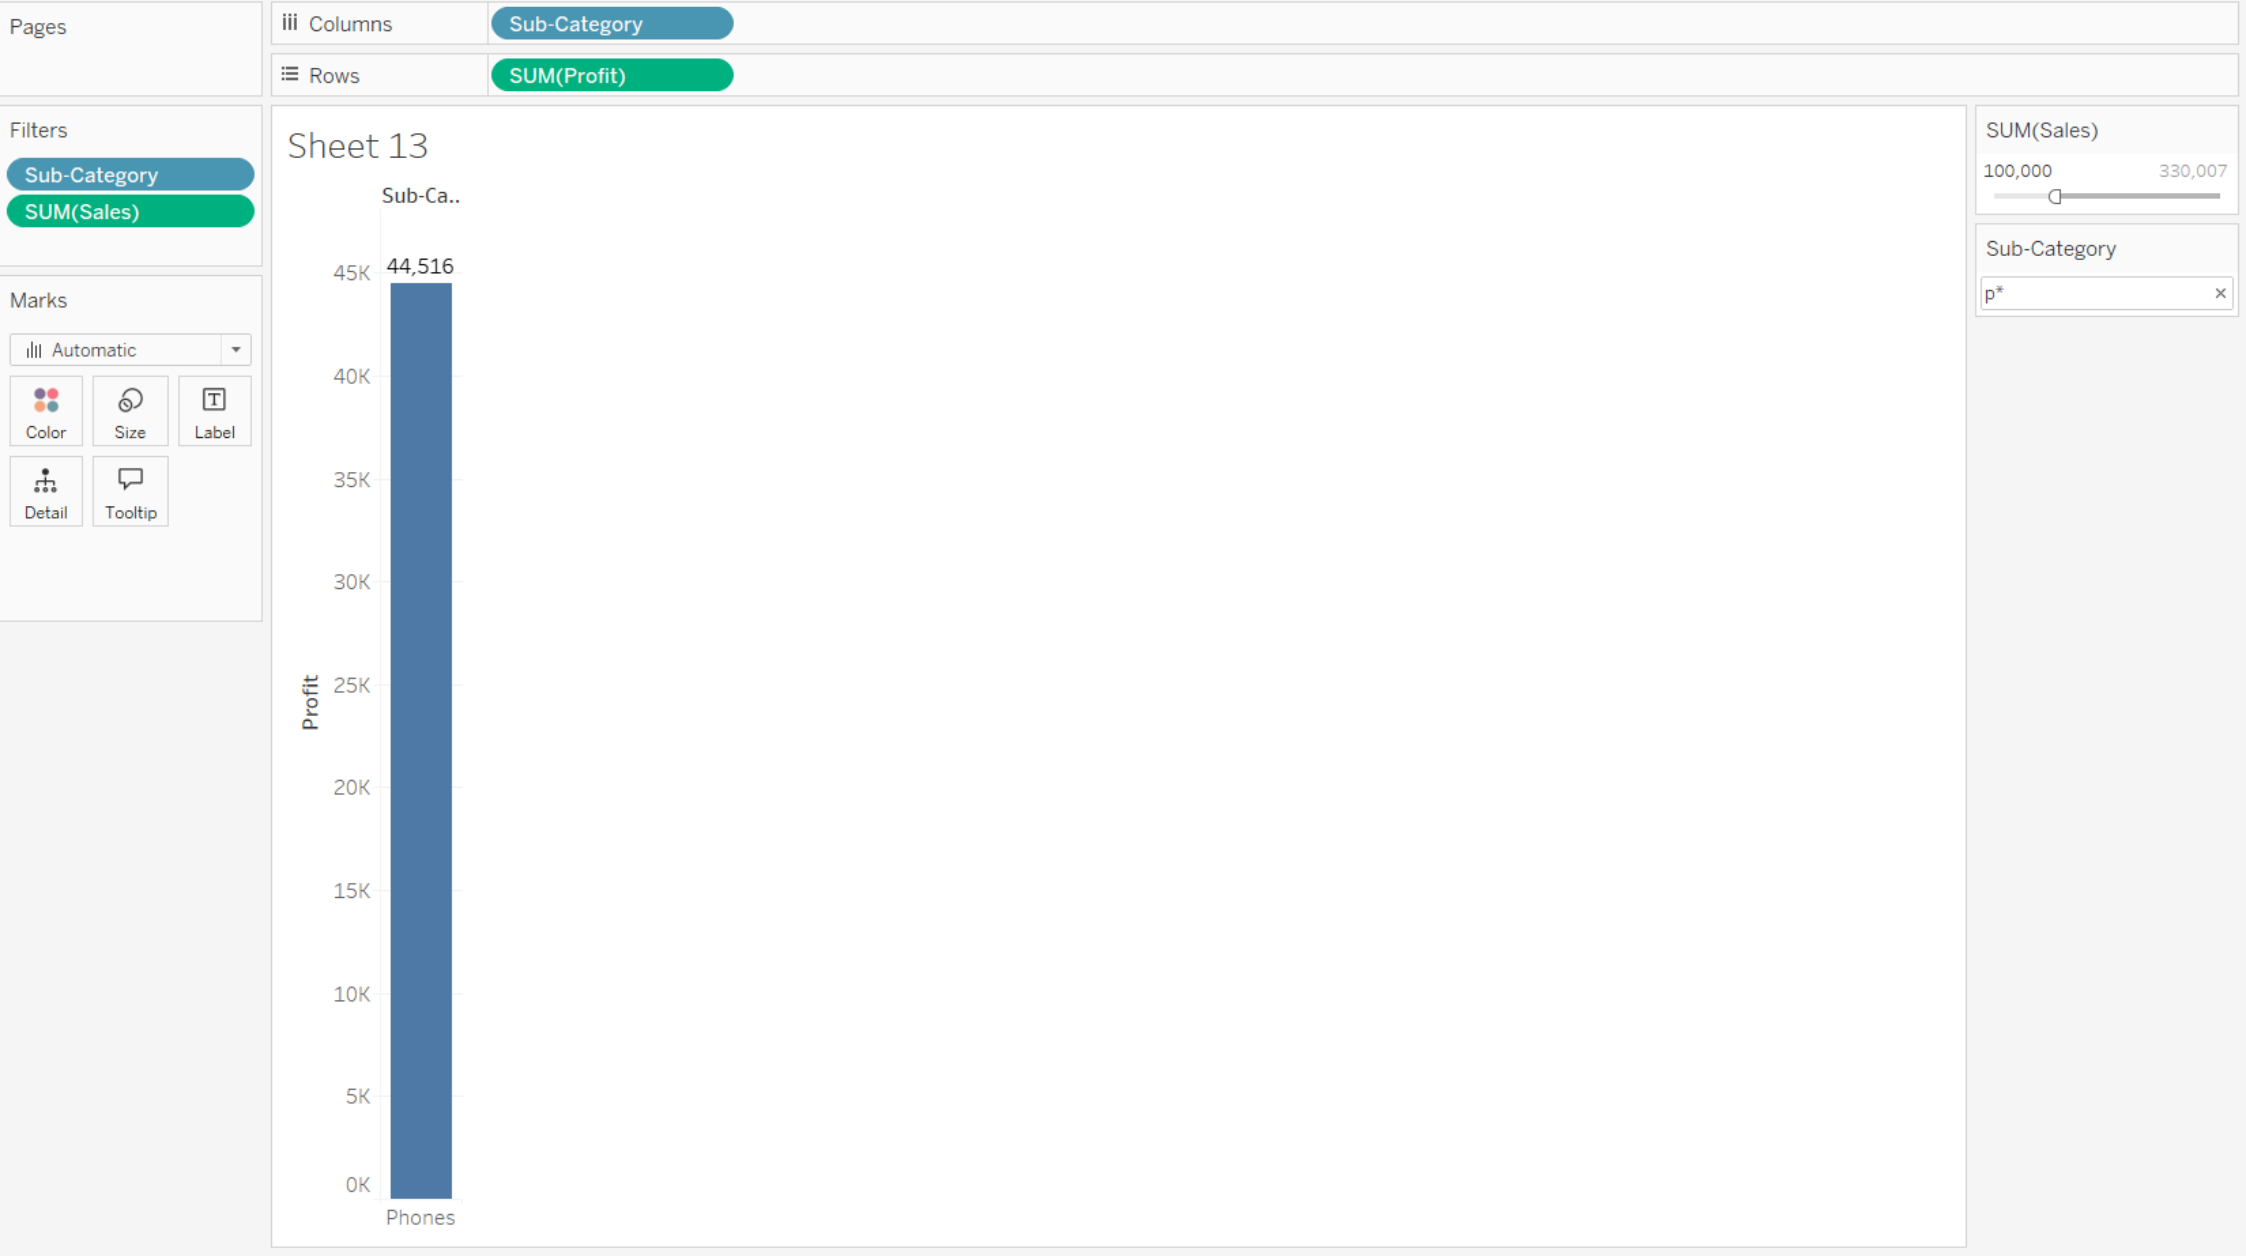 Pages
Columns
Sub-Category
Rows
SUM(Profit)
Filters
Sub-Category
SUM(Sales)
Marks
Automatic
Color
Size
Label
Detail
Tooltip
Sheet 13
Sub-Ca..
44,516
45K
40K
35K
30K
25K
20K
15K
10K
5K
0K
Profit
Phones
SUM(Sales)
100,000 330,007
Sub-Category
p*